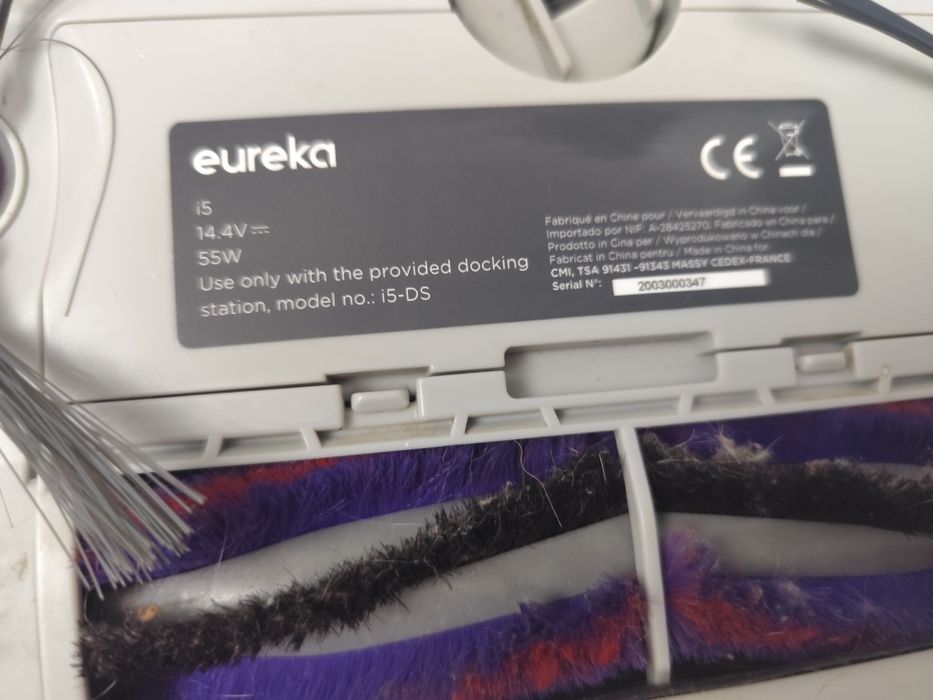 eureka
i5
14.4V⎓
55W
Use only with the provided docking
station, model no.: i5-DS
CE
Fabriqué en Chine pour / Vervaardigd in China voor /
Importado por NIF: A-28425270, Fabricado en China para /
Prodotto in Cina per / Wyprodukowano w Chinach dla /
Fabricat in China pentru / Made in China for
CMI, TSA 91431 -91343 MASSY CEDEX-FRANCE
Serial N°: 2003000347